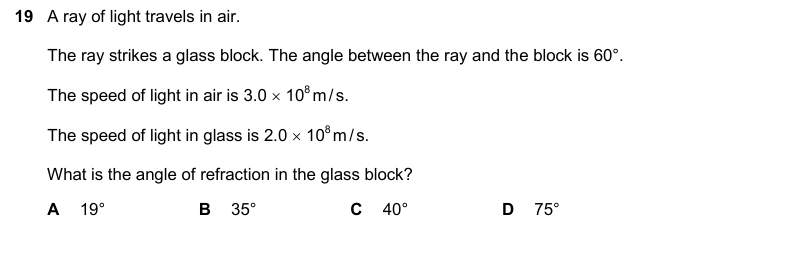 19 A ray of light travels in air.
The ray strikes a glass block. The angle between the ray and the block is 60°.
The speed of light in air is 3.0 × 10⁸ m/s.
The speed of light in glass is 2.0 × 10⁸ m/s.
What is the angle of refraction in the glass block?
A 19° B 35° C 40° D 75°